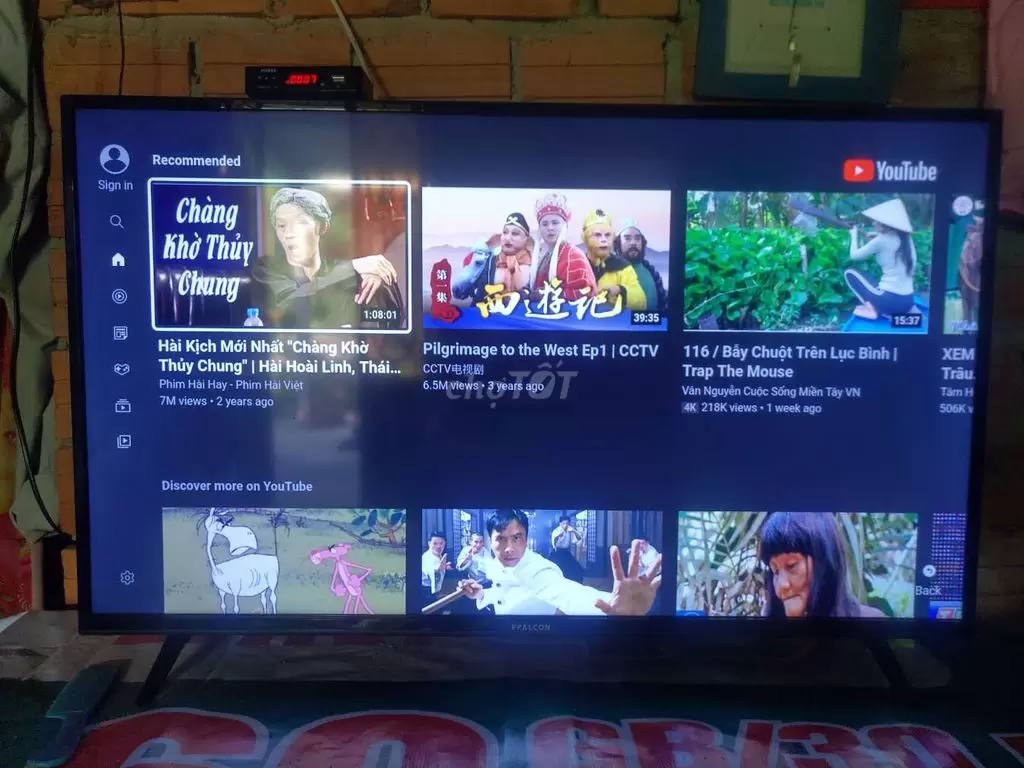 0007
Recommended
YouTube
Sign in
Chàng
Khờ Thủy
Chung
1:08:01
第一集
西遊记
39:35
15:37
Hài Kịch Mới Nhất "Chàng Khờ
Thủy Chung" | Hài Hoài Linh, Thái...
Phim Hài Hay - Phim Hài Việt
7M views • 2 years ago
Pilgrimage to the West Ep1 | CCTV
CCTV电视剧
6.5M views • 3 years ago
116 / Bẫy Chuột Trên Lục Bình |
Trap The Mouse
Văn Nguyễn Cuộc Sống Miền Tây VN
4K 218K views • 1 week ago
XEM
Trâu
Tâm H
506K v
chợTỐT
Discover more on YouTube
Back
FFALCON
5G
GB/30